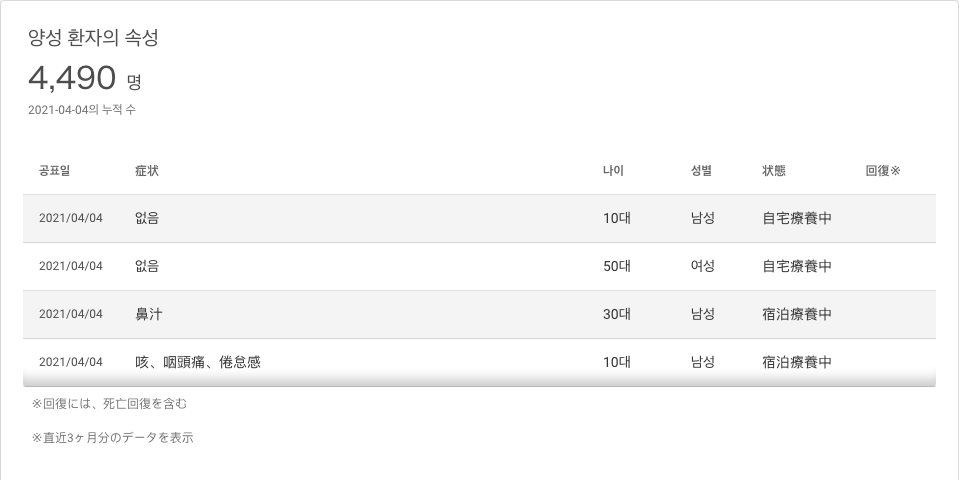 양성 환자의 속성
4,490 명
2021-04-04의 누적 수
공표일 症状 나이 성별 状態 回復※
2021/04/04 없음 10대 남성 自宅療養中
2021/04/04 없음 50대 여성 自宅療養中
2021/04/04 鼻汁 30대 남성 宿泊療養中
2021/04/04 咳、咽頭痛、倦怠感 10대 남성 宿泊療養中
※回復には、死亡回復を含む
※直近3ヶ月分のデータを表示